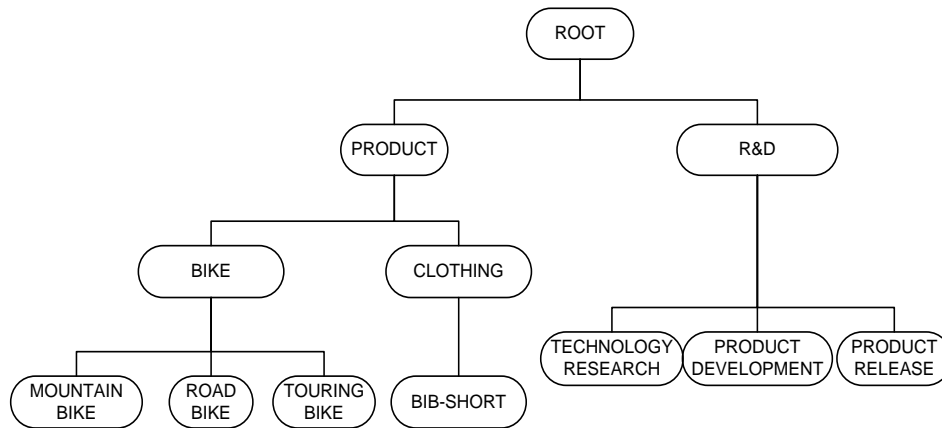 ROOT
PRODUCT
R&D
BIKE
CLOTHING
TECHNOLOGY
RESEARCH
PRODUCT
DEVELOPMENT
PRODUCT
RELEASE
MOUNTAIN
BIKE
ROAD
BIKE
TOURING
BIKE
BIB-SHORT